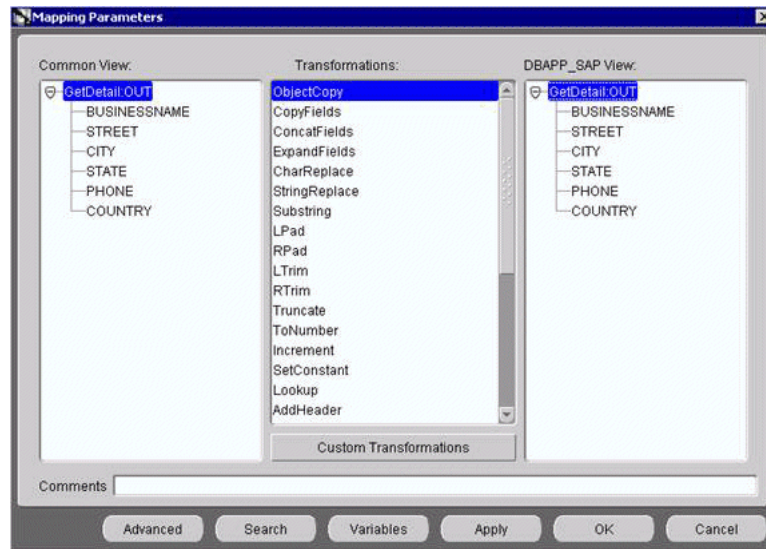 Mapping Parameters
Common View:
GetDetail:OUT
BUSINESSNAME
STREET
CITY
STATE
PHONE
COUNTRY
Transformations:
ObjectCopy
CopyFields
ConcatFields
ExpandFields
CharReplace
StringReplace
Substring
LPad
RPad
LTrim
RTrim
Truncate
ToNumber
Increment
SetConstant
Lookup
AddHeader
Custom Transformations
DBAPP_SAP View:
GetDetail:OUT
BUSINESSNAME
STREET
CITY
STATE
PHONE
COUNTRY
Comments
Advanced Search Variables Apply OK Cancel